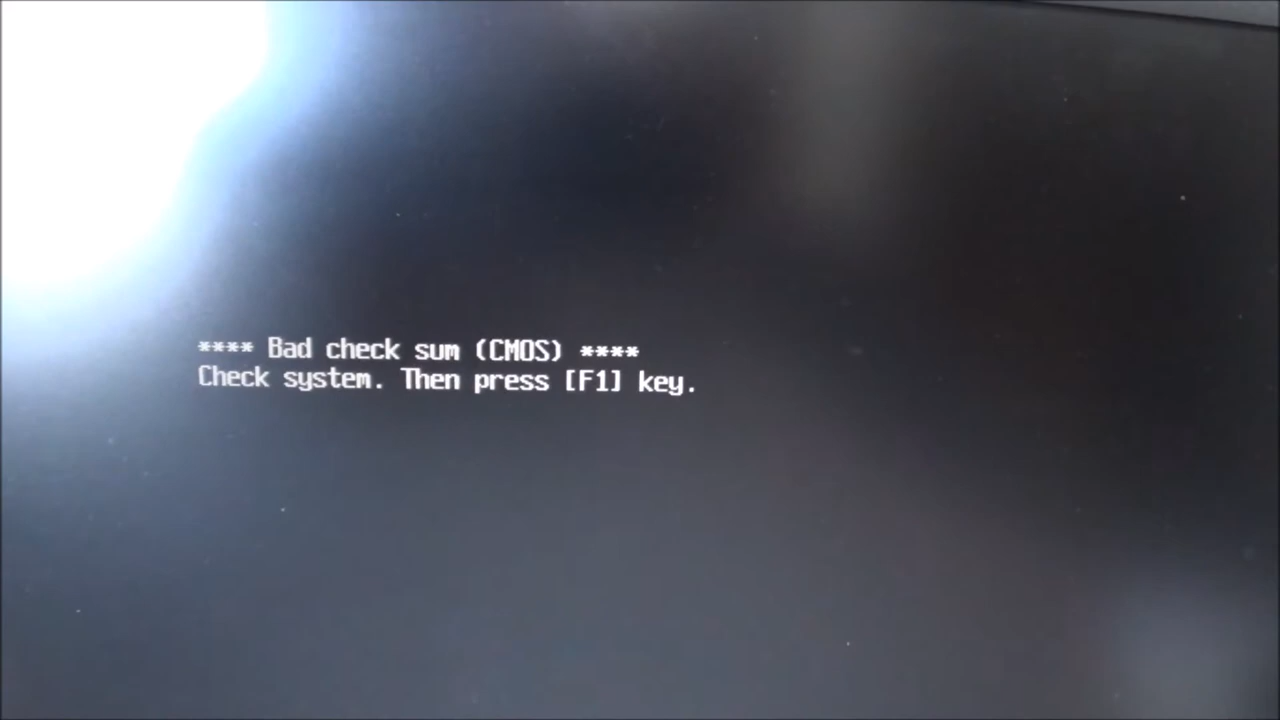 **** Bad check sum (CMOS) ****
Check system. Then press [F1] key.